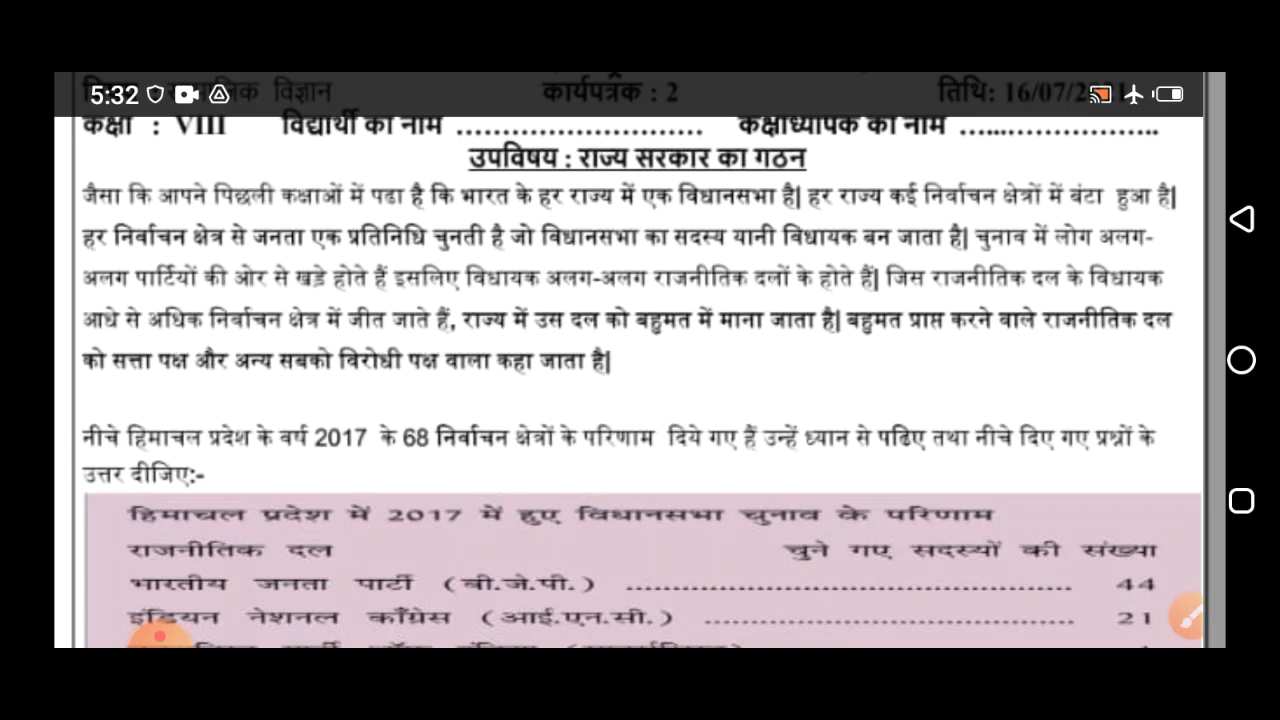 5:32
विज्ञान कार्यपत्रक : 2 तिथि: 16/07/2
कक्षा : VIII विद्यार्थी का नाम ........................... कक्षाध्यापक का नाम ......................
उपविषय : राज्य सरकार का गठन
जैसा कि आपने पिछली कक्षाओं में पढा है कि भारत के हर राज्य में एक विधानसभा है| हर राज्य कई निर्वाचन क्षेत्रों में बंटा हुआ है|
हर निर्वाचन क्षेत्र से जनता एक प्रतिनिधि चुनती है जो विधानसभा का सदस्य यानी विधायक बन जाता है| चुनाव में लोग अलग-
अलग पार्टियों की ओर से खड़े होते हैं इसलिए विधायक अलग-अलग राजनीतिक दलों के होते हैं| जिस राजनीतिक दल के विधायक
आधे से अधिक निर्वाचन क्षेत्र में जीत जाते हैं, राज्य में उस दल को बहुमत में माना जाता है| बहुमत प्राप्त करने वाले राजनीतिक दल
को सत्ता पक्ष और अन्य सबको विरोधी पक्ष वाला कहा जाता है|
नीचे हिमाचल प्रदेश के वर्ष 2017 के 68 निर्वाचन क्षेत्रों के परिणाम दिये गए हैं उन्हें ध्यान से पढिए तथा नीचे दिए गए प्रश्नों के
उत्तर दीजिए:-
हिमाचल प्रदेश में 2017 में हुए विधानसभा चुनाव के परिणाम
राजनीतिक दल चुने गए सदस्यों की संख्या
भारतीय जनता पार्टी (बी.जे.पी.) ................................................ 44
इंडियन नेशनल काँग्रेस (आई.एन.सी.) ....................................... 21